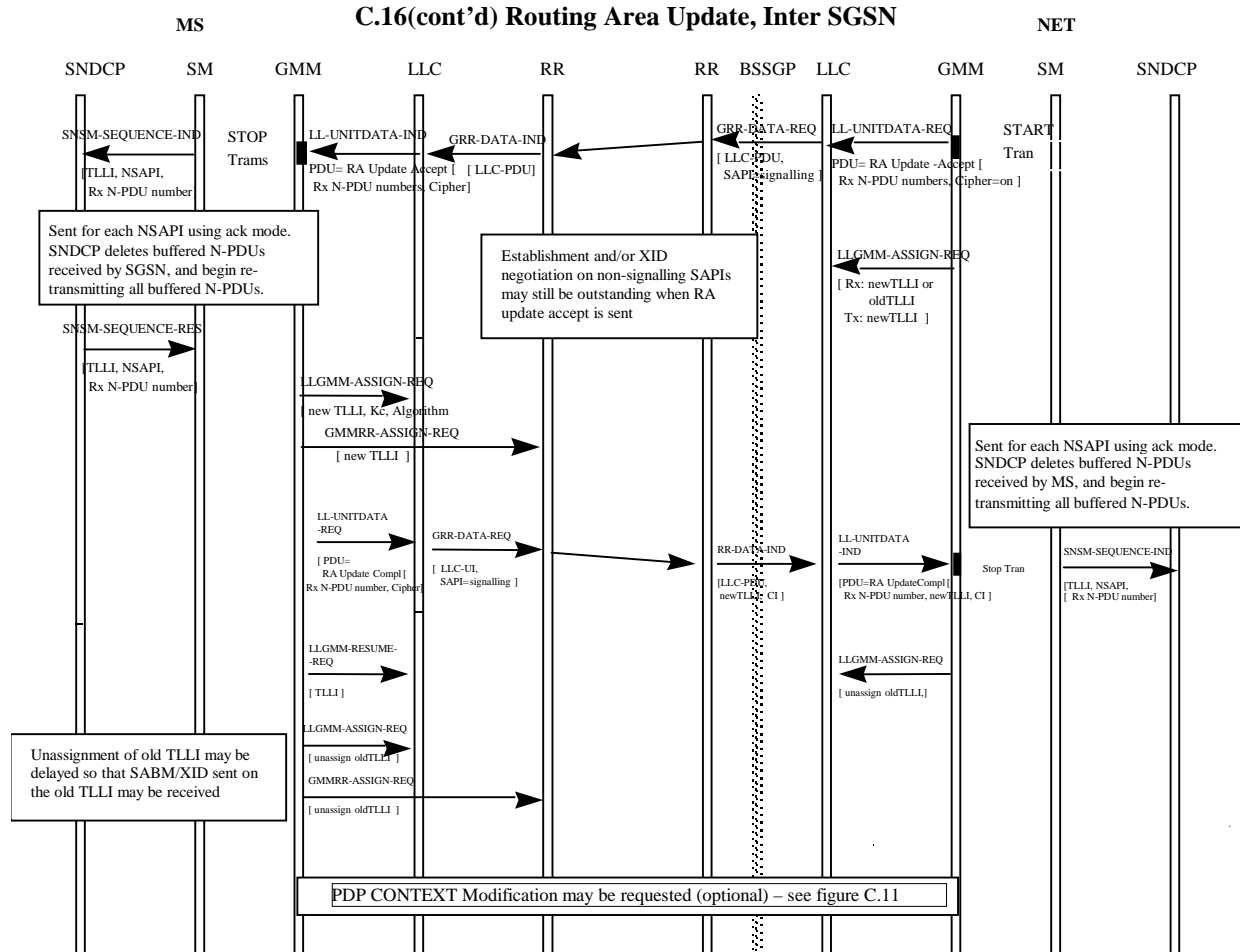 C.16(cont’d) Routing Area Update, Inter SGSN
MS
NET
SNDCP SM GMM LLC RR RR BSSGP LLC GMM SM SNDCP
SNSM-SEQUENCE-IND
[TLLI, NSAPI,
Rx N-PDU number]
STOP
Trams
LL-UNITDATA-IND
PDU= RA Update Accept [
Rx N-PDU numbers, Cipher]
GRR-DATA-IND
[ LLC-PDU]
GRR-DATA-REQ
[ LLC-PDU,
SAPI=signalling ]
LL-UNITDATA-REQ
PDU= RA Update -Accept [
Rx N-PDU numbers, Cipher=on ]
START
Tran
Sent for each NSAPI using ack mode.
SNDCP deletes buffered N-PDUs
received by SGSN, and begin re-
transmitting all buffered N-PDUs.
Establishment and/or XID
negotiation on non-signalling SAPIs
may still be outstanding when RA
update accept is sent
LLGMM-ASSIGN-REQ
[ Rx: newTLLI or
oldTLLI
Tx: newTLLI ]
SNSM-SEQUENCE-RES
[TLLI, NSAPI,
Rx N-PDU number]
LLGMM-ASSIGN-REQ
[ new TLLI, Kc, Algorithm
GMMRR-ASSIGN-REQ
[ new TLLI ]
Sent for each NSAPI using ack mode.
SNDCP deletes buffered N-PDUs
received by MS, and begin re-
transmitting all buffered N-PDUs.
LL-UNITDATA
-REQ
[ PDU=
RA Update Compl [
Rx N-PDU number, Cipher]
GRR-DATA-REQ
[ LLC-UI,
SAPI=signalling ]
RR-DATA-IND
[LLC-PDU,
newTLLI, CI ]
LL-UNITDATA
-IND
[PDU=RA UpdateCompl [
Rx N-PDU number, newTLLI, CI ]
Stop Tran
SNSM-SEQUENCE-IND
[TLLI, NSAPI,
[ Rx N-PDU number]
LLGMM-RESUME-
-REQ
[ TLLI ]
LLGMM-ASSIGN-REQ
[ unassign oldTLLI,]
LLGMM-ASSIGN-REQ
[ unassign oldTLLI ]
GMMRR-ASSIGN-REQ
[ unassign oldTLLI ]
Unassignment of old TLLI may be
delayed so that SABM/XID sent on
the old TLLI may be received
PDP CONTEXT Modification may be requested (optional) – see figure C.11